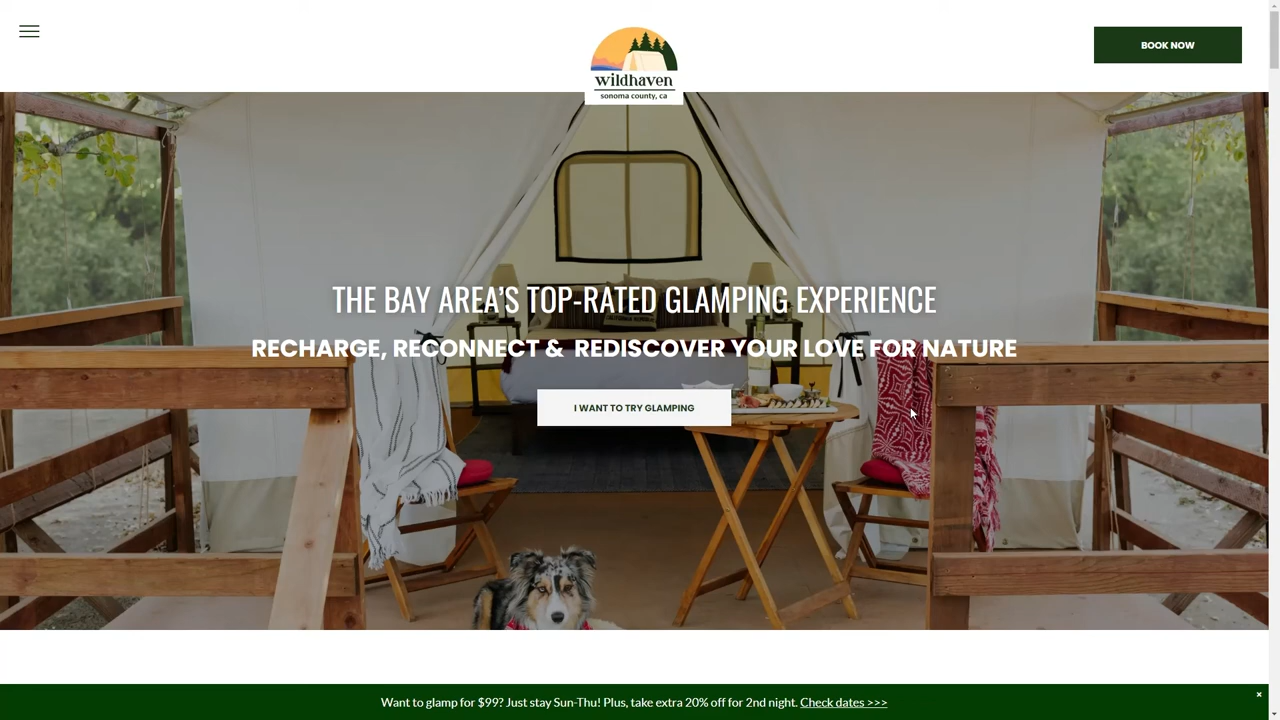 BOOK NOW
wildhaven
sonoma county, ca
THE BAY AREA'S TOP-RATED GLAMPING EXPERIENCE
RECHARGE, RECONNECT & REDISCOVER YOUR LOVE FOR NATURE
I WANT TO TRY GLAMPING
Want to glamp for $99? Just stay Sun-Thu! Plus, take extra 20% off for 2nd night. Check dates >>>